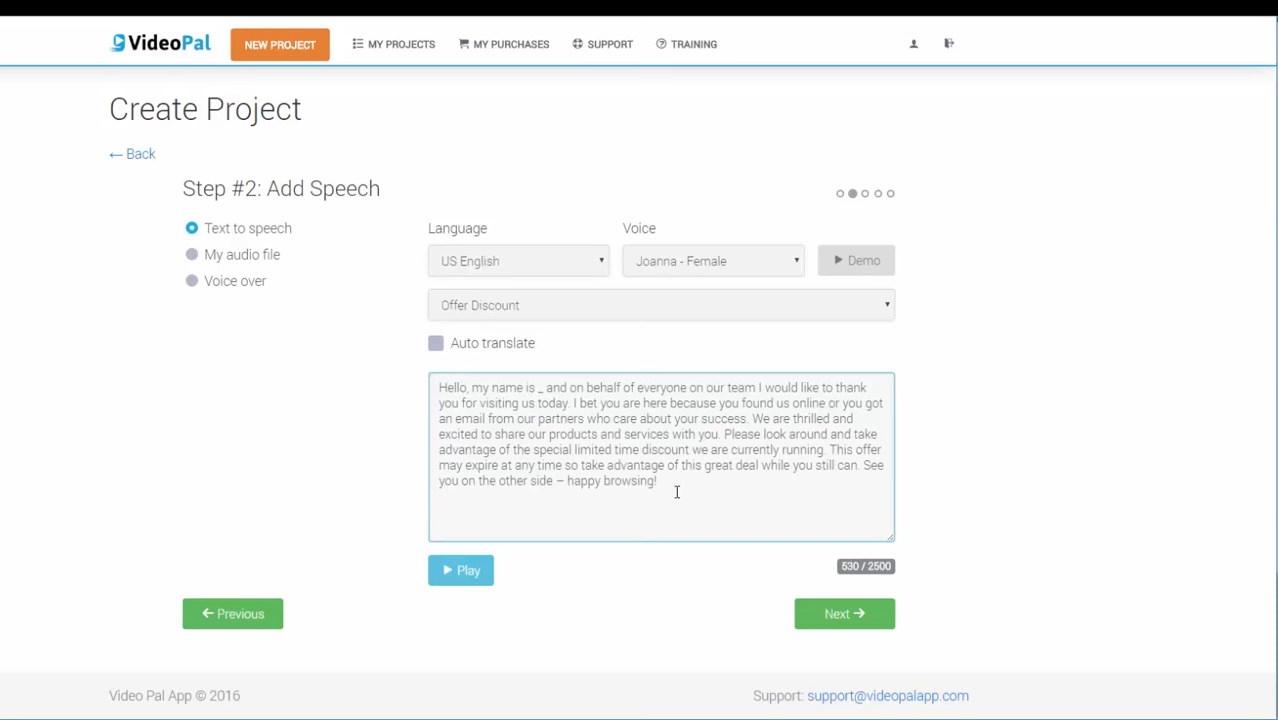 VideoPal
NEW PROJECT
MY PROJECTS
MY PURCHASES
SUPPORT
TRAINING
Create Project
← Back
Step #2: Add Speech
Text to speech
My audio file
Voice over
Language
Voice
US English
Joanna - Female
Demo
Offer Discount
Auto translate
Hello, my name is _ and on behalf of everyone on our team I would like to thank
you for visiting us today. I bet you are here because you found us online or you got
an email from our partners who care about your success. We are thrilled and
excited to share our products and services with you. Please look around and take
advantage of the special limited time discount we are currently running. This offer
may expire at any time so take advantage of this great deal while you still can. See
you on the other side – happy browsing!
Play
530 / 2500
← Previous
Next →
Video Pal App © 2016
Support: support@videopalapp.com